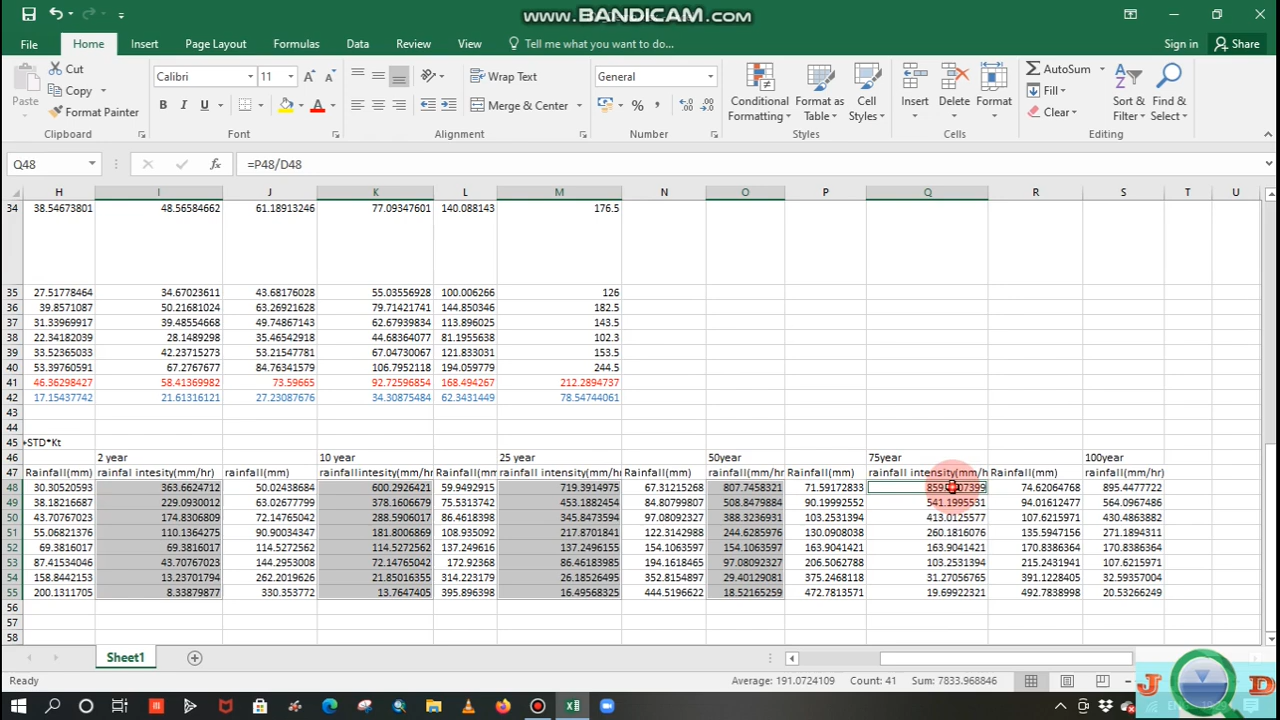 www.BANDICAM.com
File Home Insert Page Layout Formulas Data Review View Tell me what you want to do... Sign in Share
Paste Cut Copy Format Painter
Calibri 11 A A Wrap Text General AutoSum
B I U A Merge & Center % , Fill Clear
Conditional Formatting Format as Table Cell Styles Insert Delete Format Sort & Filter Find & Select
Clipboard Font Alignment Number Styles Cells Editing
Q48 fx =P48/D48
H I J K L M N O P Q R S T U
34 38.54673801 48.56584662 61.18913246 77.09347601 140.088143 176.5
35 27.51778464 34.67023611 43.68176028 55.03556928 100.006266 126
36 39.8571087 50.21681024 63.26921628 79.71421741 144.850346 182.5
37 31.33969917 39.48554668 49.74867143 62.67939834 113.896025 143.5
38 22.34182039 28.1489298 35.46542918 44.68364077 81.1955638 102.3
39 33.52365033 42.23715273 53.21547781 67.04730067 121.833031 153.5
40 53.39760591 67.2767677 84.76341579 106.7952118 194.059779 244.5
41 46.36298427 58.41369982 73.59665 92.72596854 168.494267 212.2894737
42 17.15437742 21.61316121 27.23087676 34.30875484 62.3431449 78.54744061
43
44
45 +STD*Kt
46 2 year 10 year 25 year 50year 75year 100year
47 Rainfall(mm) rainfall intesity(mm/hr) rainfall(mm) rainfallintesity(mm/hr) Rainfall(mm rainfall intensity(mm/hr Rainfall(mm) rainfall(mm/hr Rainfall(mm) rainfall intensity(mm/h Rainfall(mm) rainfall(mm/hr)
48 30.30520593 363.6624712 50.02438684 600.2926421 59.9492915 719.3914975 67.31215268 807.7458321 71.59172833 74.62064768 895.4477722
49 38.18216687 229.0930012 63.02677799 378.1606679 75.5313742 453.1882454 84.80799807 508.8479884 90.19992552 541.1995531 94.01612477 564.0967486
50 43.70767023 174.8306809 72.14765042 288.5906017 86.4618398 345.8473594 97.08092327 388.3236931 103.2531394 413.0125577 107.6215971 430.4863882
51 55.06821376 110.1364275 90.90034347 181.8006869 108.935092 217.8701841 122.3142988 244.6285976 130.0908038 260.1816076 135.5947156 271.1894311
52 69.3816017 69.3816017 114.5272562 114.5272562 137.249616 137.2496155 154.1063597 154.1063597 163.9041421 163.9041421 170.8386364 170.8386364
53 87.41534046 43.70767023 144.2953008 72.14765042 172.92368 86.46183985 194.1618465 97.08092327 206.5062788 103.2531394 215.2431941 107.6215971
54 158.8442153 13.23701794 262.2019626 21.85016355 314.223179 26.18526495 352.8154897 29.40129081 375.2468118 31.27056765 391.1228405 32.59357004
55 200.1311705 8.33879877 330.353772 13.7647405 395.896398 16.49568325 444.5196622 18.52165259 472.7813571 19.69922321 492.7838956 20.53266249
56
57
58
Sheet1
Ready Average: 191.0724109 Count: 41 Sum: 7833.968846
J D